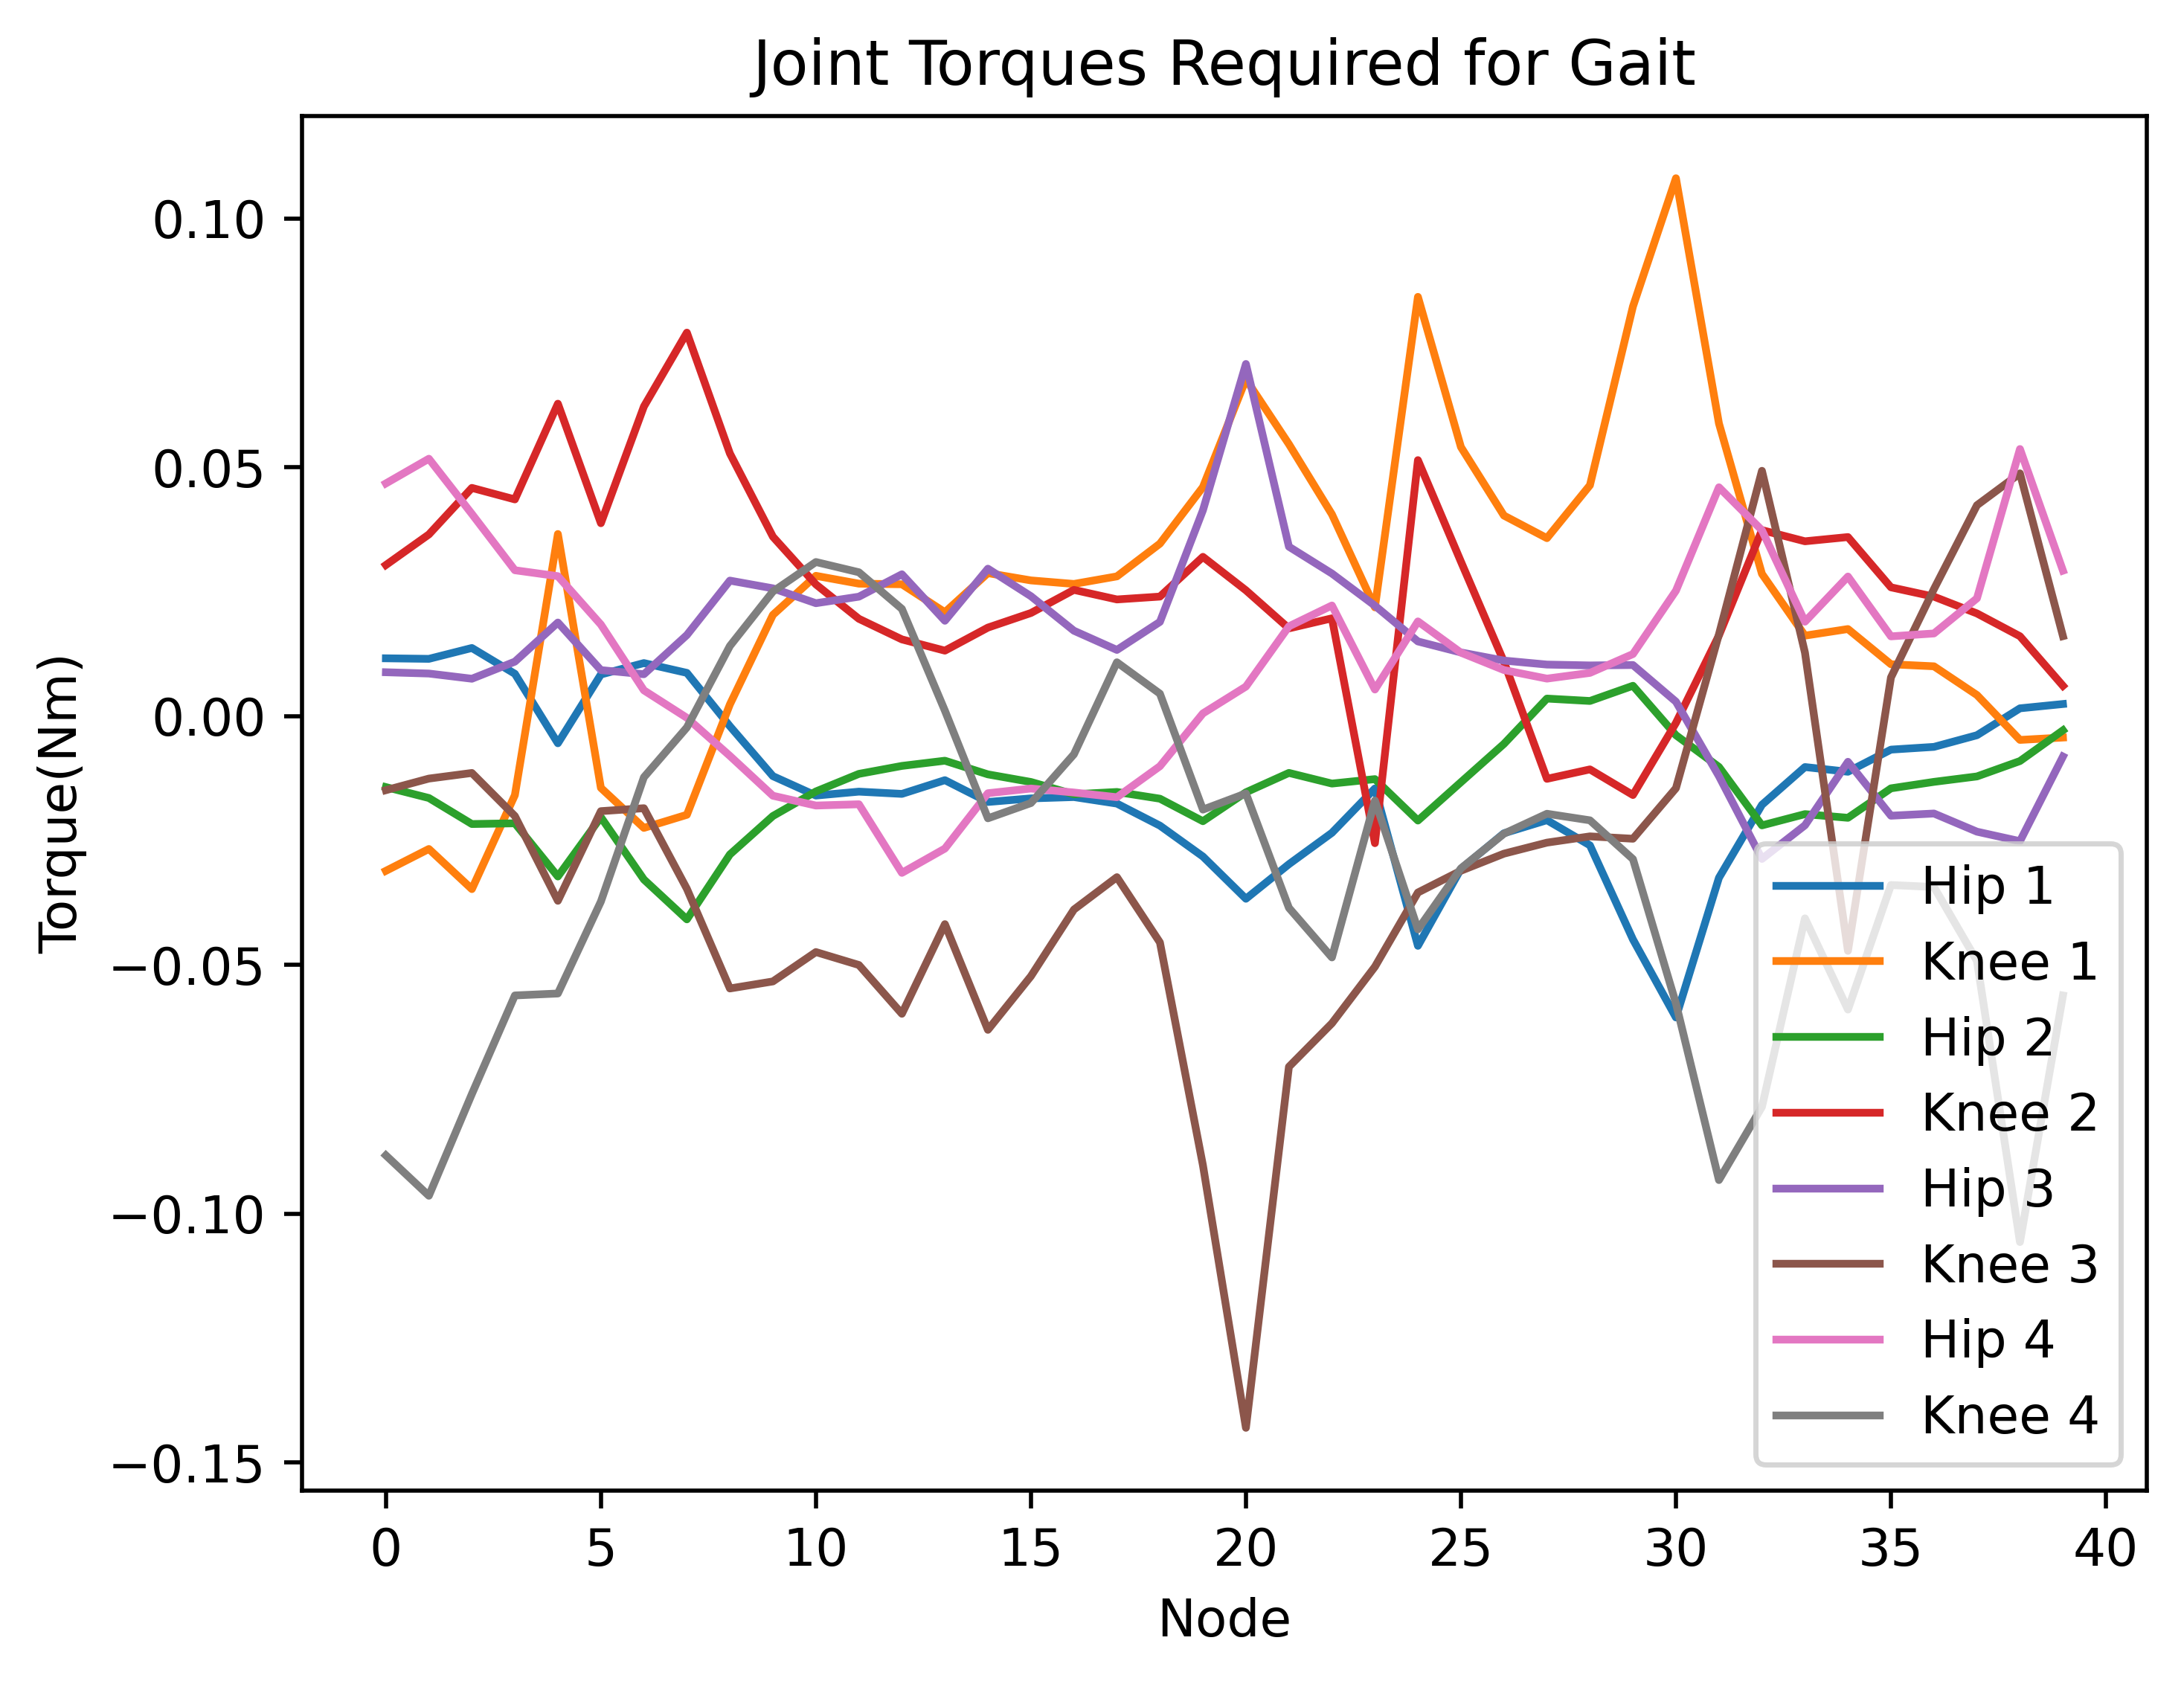 Joint Torques Required for Gait
Torque(Nm)
0.10
0.05
0.00
−0.05
−0.10
−0.15
0 5 10 15 20 25 30 35 40
Node
Hip 1
Knee 1
Hip 2
Knee 2
Hip 3
Knee 3
Hip 4
Knee 4